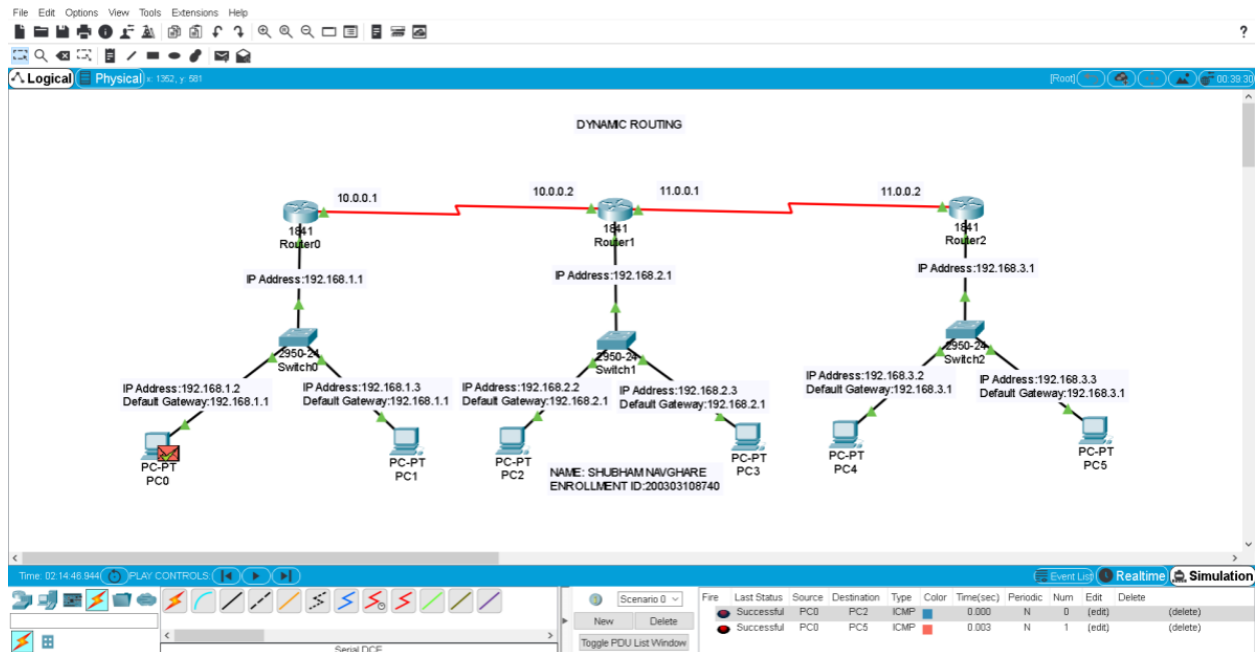 File Edit Options View Tools Extensions Help
?
Logical Physical x: 1352, y: 581 [Root] 00:39:30
DYNAMIC ROUTING
10.0.0.1 10.0.0.2 11.0.0.1 11.0.0.2
1841 1841 1841
Router0 Router1 Router2
IP Address:192.168.1.1 IP Address:192.168.2.1 IP Address:192.168.3.1
2950-24 2950-24 2950-24
Switch0 Switch1 Switch2
IP Address:192.168.1.2
Default Gateway:192.168.1.1
IP Address:192.168.1.3
Default Gateway:192.168.1.1
IP Address:192.168.2.2
Default Gateway:192.168.2.1
IP Address:192.168.2.3
Default Gateway:192.168.2.1
IP Address:192.168.3.2
Default Gateway:192.168.3.1
IP Address:192.168.3.3
Default Gateway:192.168.3.1
PC-PT
PC0
PC-PT
PC1
PC-PT
PC2
PC-PT
PC3
PC-PT
PC4
PC-PT
PC5
NAME: SHUBHAM NAVGHARE
ENROLLMENT ID:200303108740
Time: 02:14:46.944 PLAY CONTROLS: Event List Realtime Simulation
Scenario 0
New Delete
Toggle PDU List Window
Fire Last Status Source Destination Type Color Time(sec) Periodic Num Edit Delete
Successful PC0 PC2 ICMP 0.000 N 0 (edit) (delete)
Successful PC0 PC5 ICMP 0.003 N 1 (edit) (delete)
Serial DCE